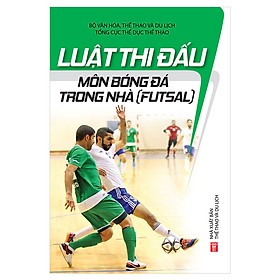 BỘ VĂN HÓA, THỂ THAO VÀ DU LỊCH
TỔNG CỤC THỂ DỤC THỂ THAO
LUẬT THI ĐẤU
MÔN BÓNG ĐÁ
TRONG NHÀ (FUTSAL)
NHÀ XUẤT BẢN
THỂ THAO VÀ DU LỊCH